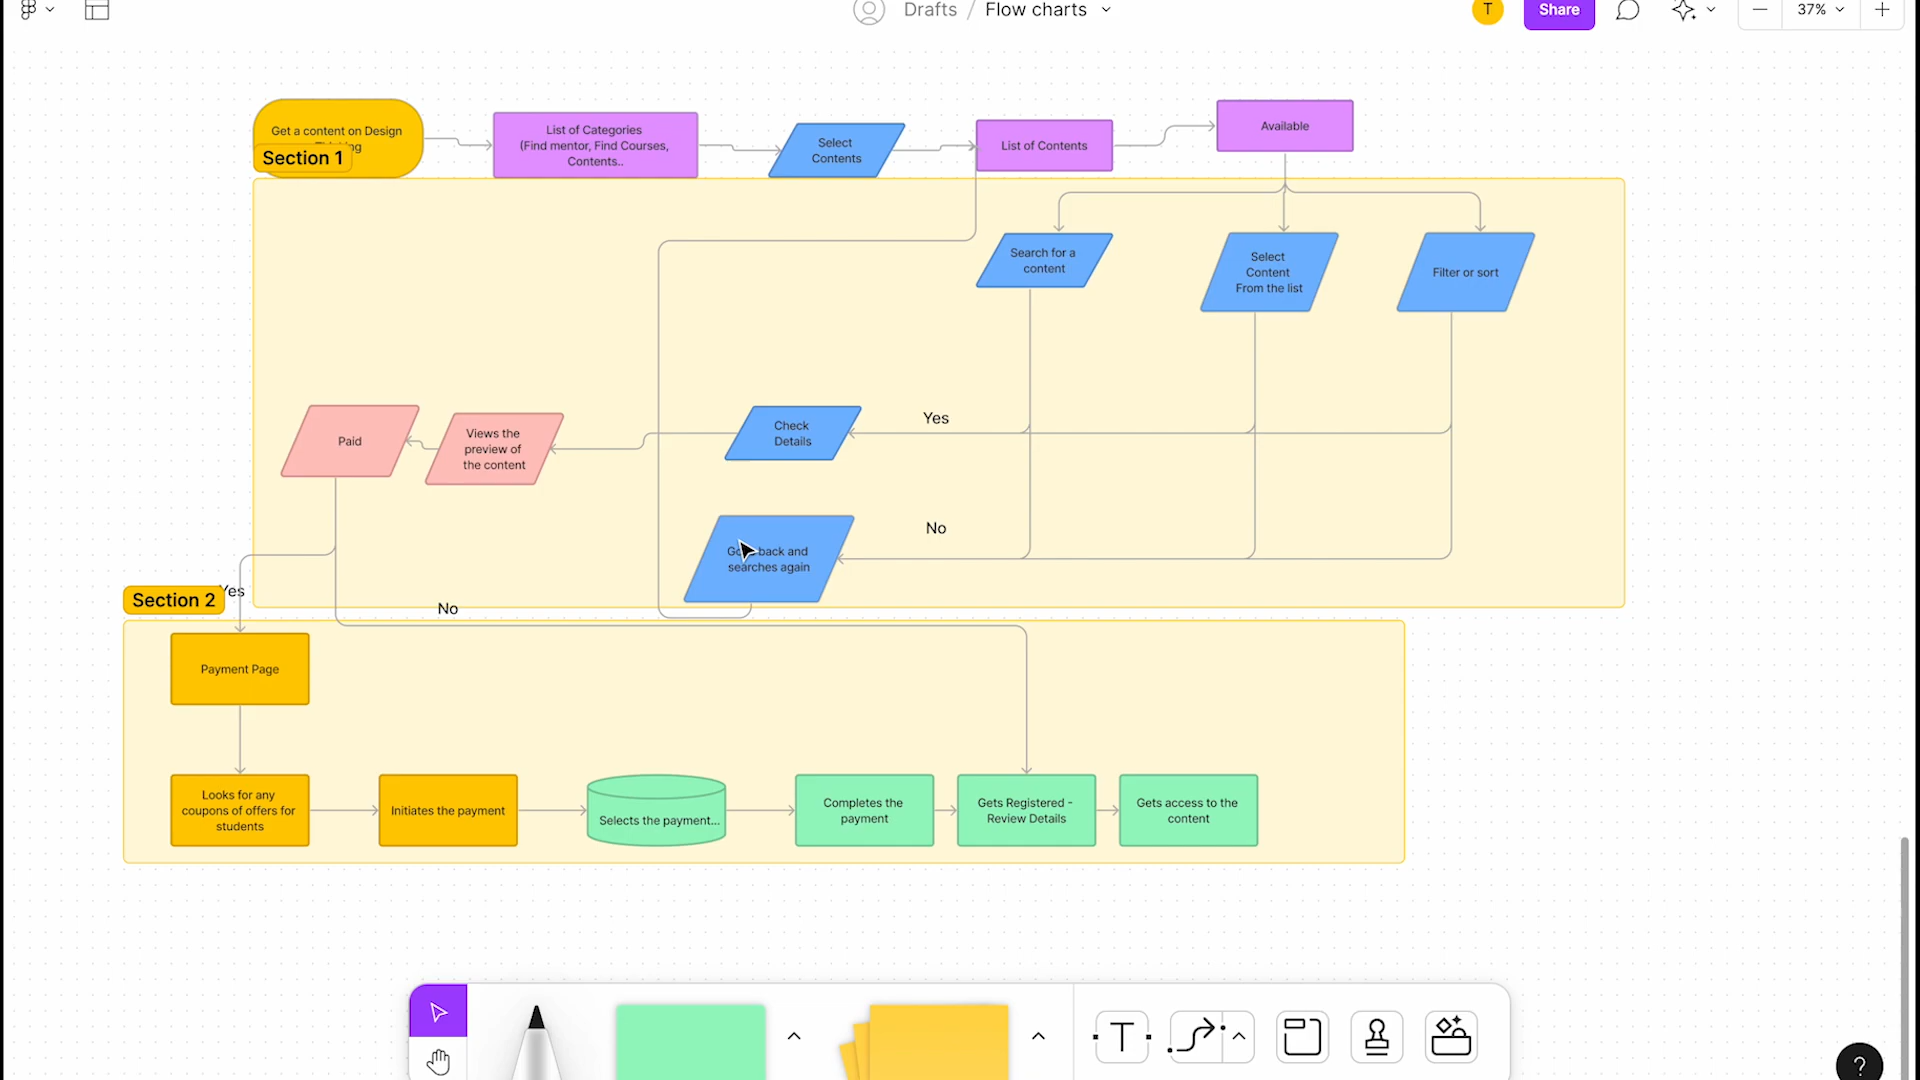 Drafts / Flow charts
T
Share
37%
Get a content on Design
Section 1
List of Categories
(Find mentor, Find Courses,
Contents..
Select
Contents
List of Contents
Available
Search for a
content
Select
Content
From the list
Filter or sort
Paid
Views the
preview of
the content
Check
Details
Yes
No
back and
searches again
Yes
Section 2
No
Payment Page
Looks for any
coupons of offers for
students
Initiates the payment
Selects the payment...
Completes the
payment
Gets Registered -
Review Details
Gets access to the
content
T
?